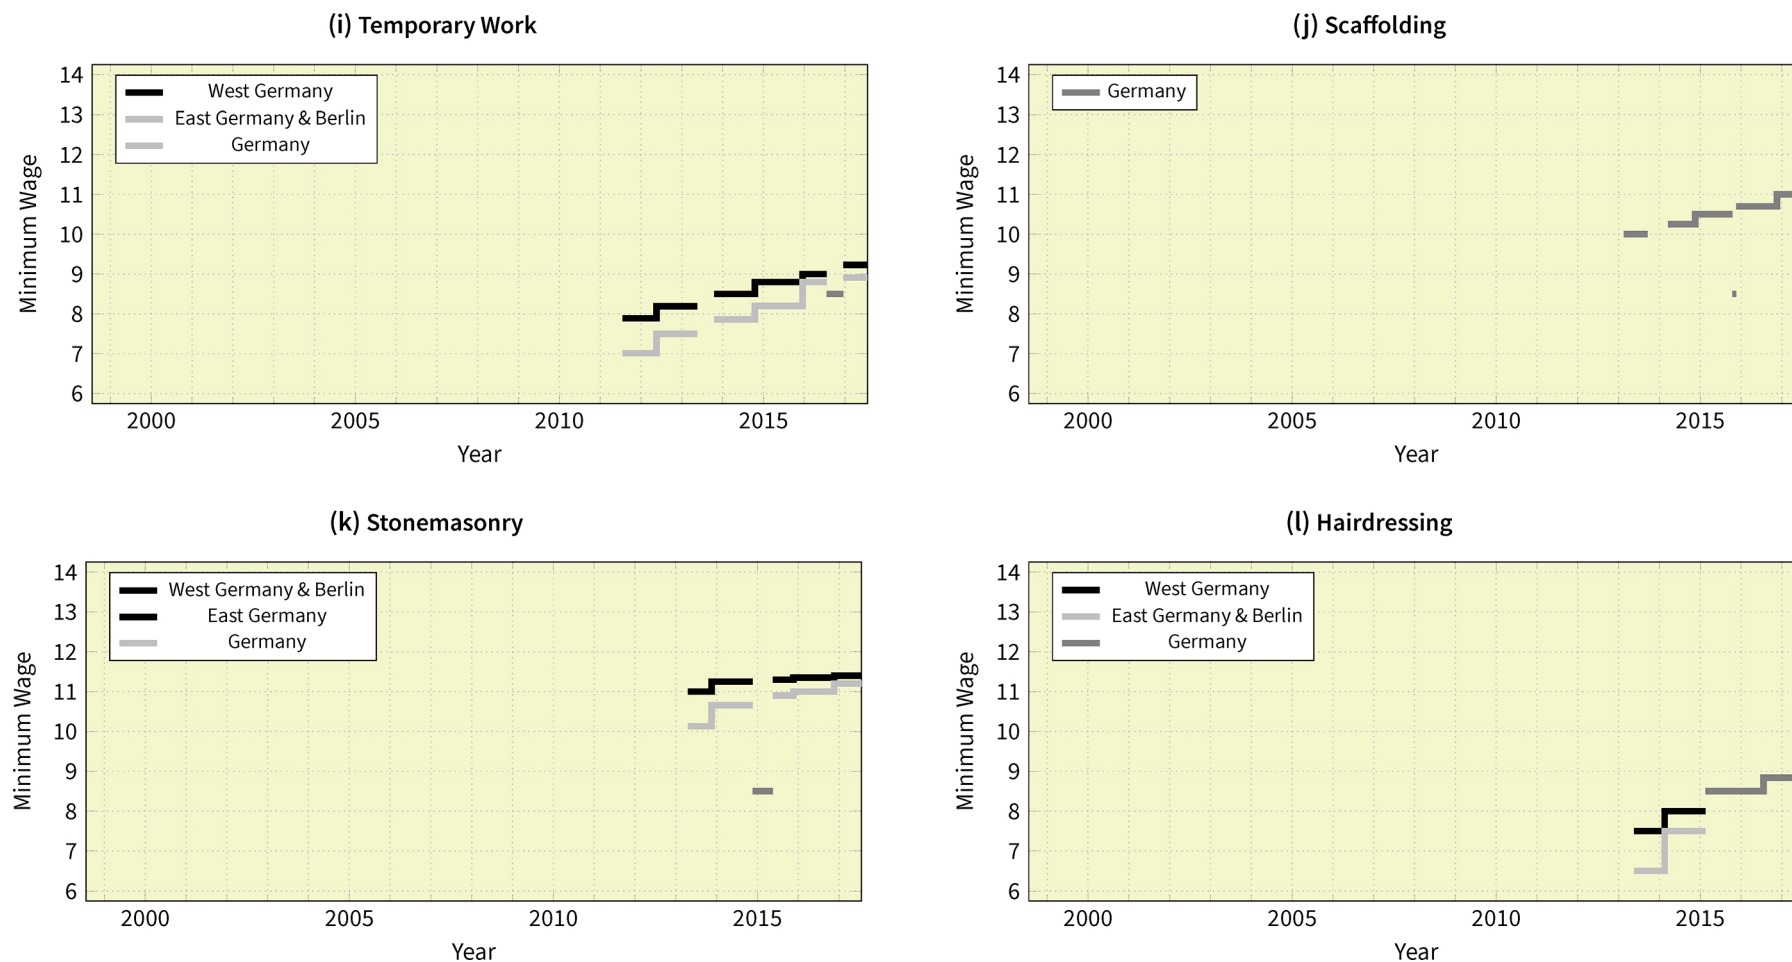 (i) Temporary Work
14
13
12
11
10
9
8
7
6
Minimum Wage
West Germany
East Germany & Berlin
Germany
2000 2005 2010 2015
Year
(j) Scaffolding
14
13
12
11
10
9
8
7
6
Minimum Wage
Germany
2000 2005 2010 2015
Year
(k) Stonemasonry
14
13
12
11
10
9
8
7
6
Minimum Wage
West Germany & Berlin
East Germany
Germany
2000 2005 2010 2015
Year
(l) Hairdressing
14
13
12
11
10
9
8
7
6
Minimum Wage
West Germany
East Germany & Berlin
Germany
2000 2005 2010 2015
Year